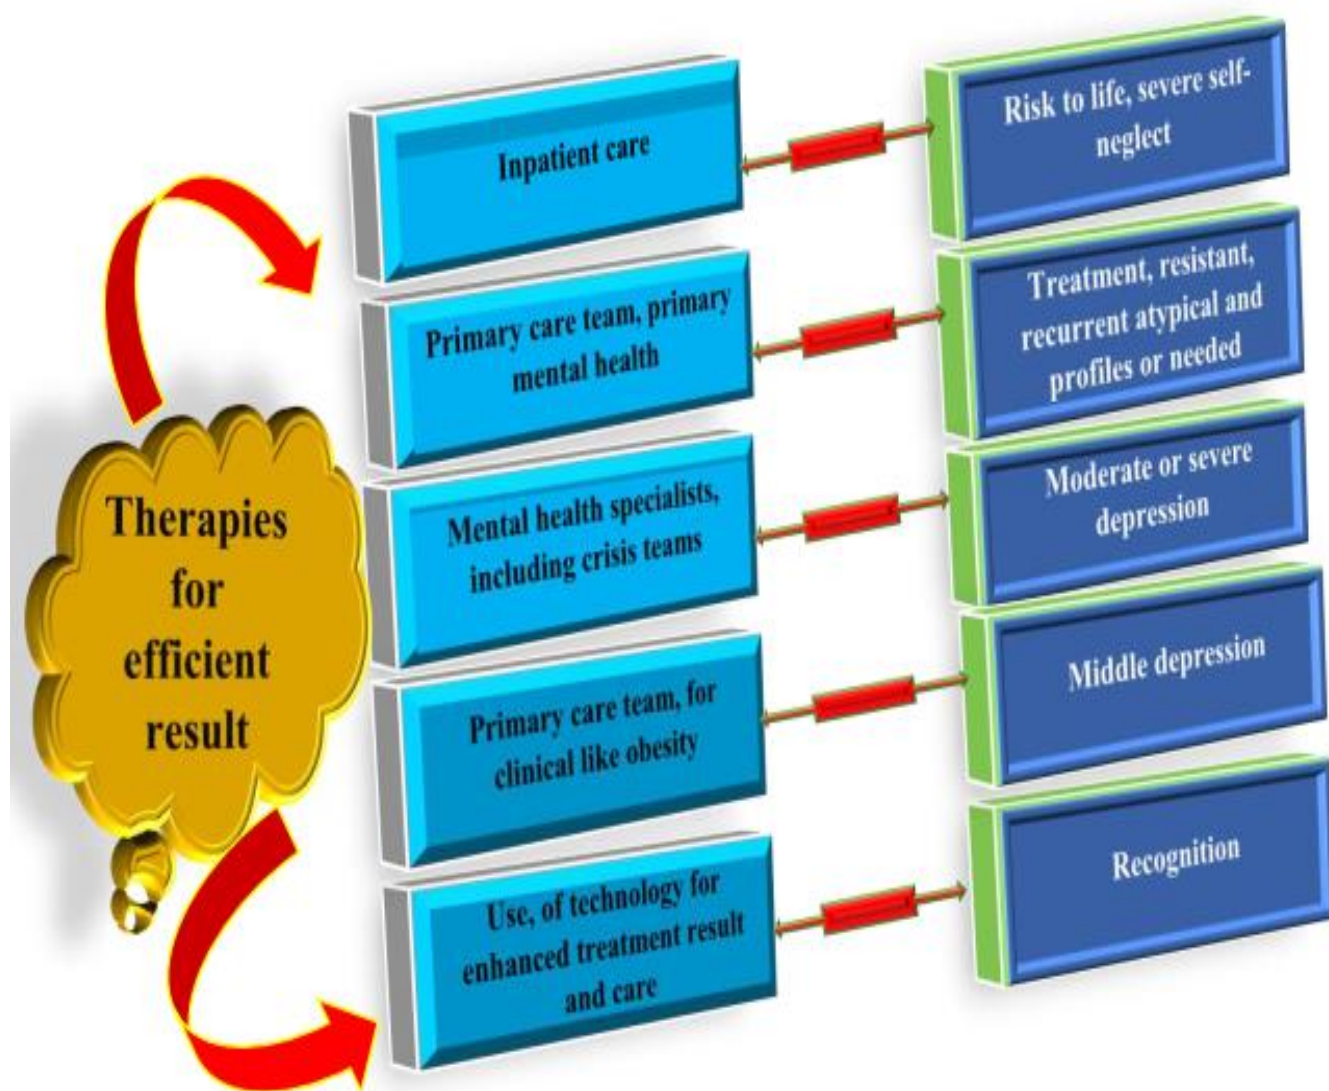 Therapies
for
efficient
result
Inpatient care
Risk to life, severe self-
neglect
Primary care team, primary
mental health
Treatment, resistant,
recurrent atypical and
profiles or needed
Mental health specialists,
including crisis teams
Moderate or severe
depression
Primary care team, for
clinical like obesity
Middle depression
Use, of technology for
enhanced treatment result
and care
Recognition